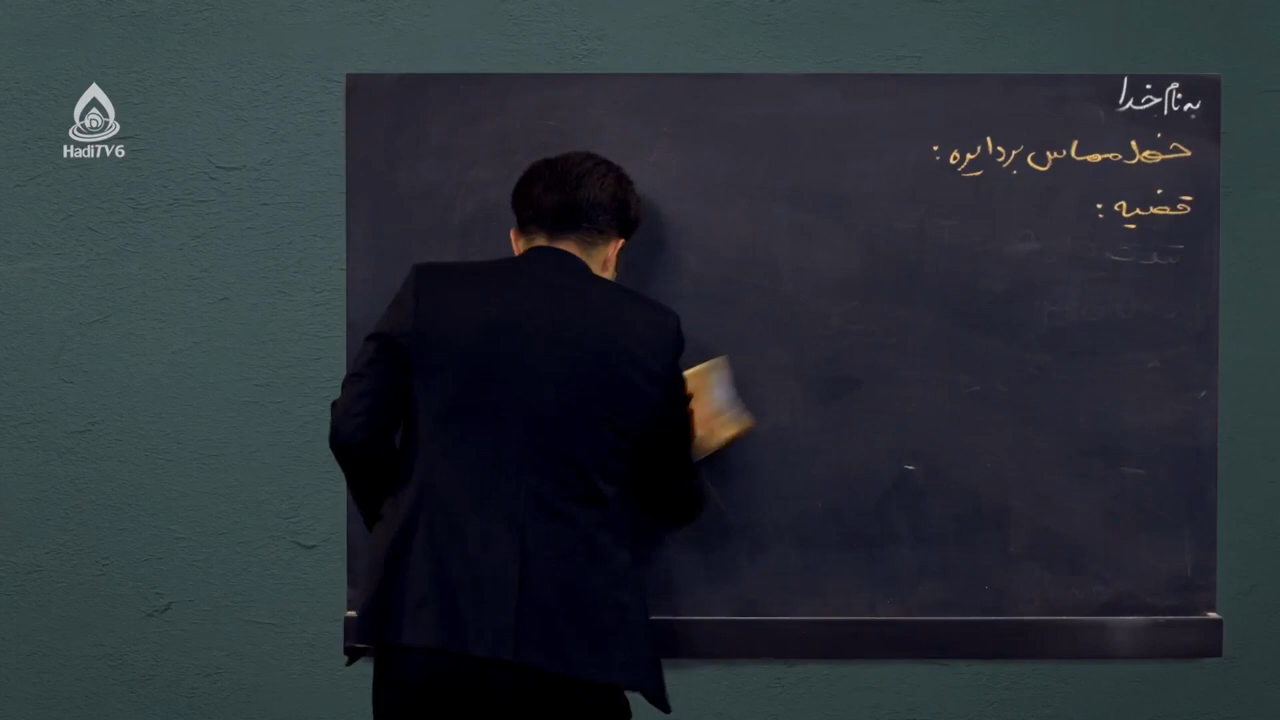 به نام خدا
خط مماس بر دایره :
قضیه :
HadiTV6